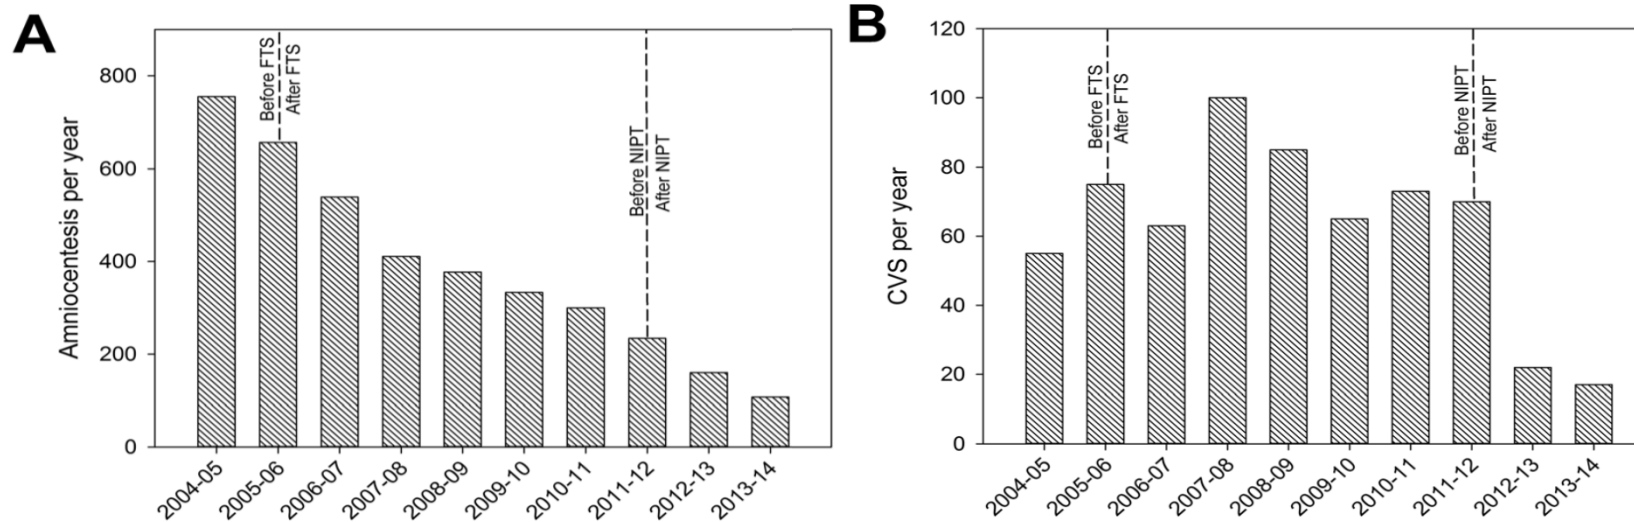 A
Amniocentesis per year
800
600
400
200
0
Before FTS
After FTS
Before NIPT
After NIPT
2004-05
2005-06
2006-07
2007-08
2008-09
2009-10
2010-11
2011-12
2012-13
2013-14
B
CVS per year
120
100
80
60
40
20
0
Before FTS
After FTS
Before NIPT
After NIPT
2004-05
2005-06
2006-07
2007-08
2008-09
2009-10
2010-11
2011-12
2012-13
2013-14